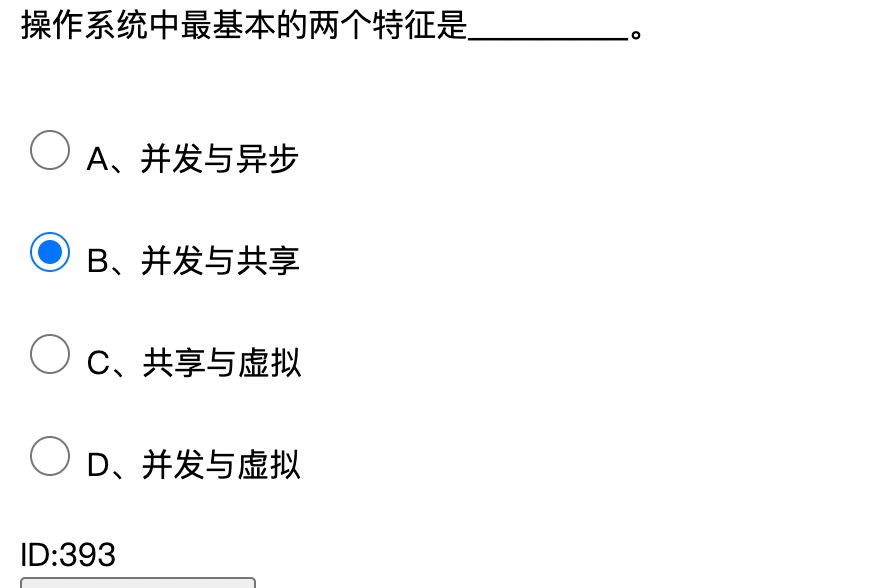 操作系统中最基本的两个特征是__________。
A、并发与异步
B、并发与共享
C、共享与虚拟
D、并发与虚拟
ID:393